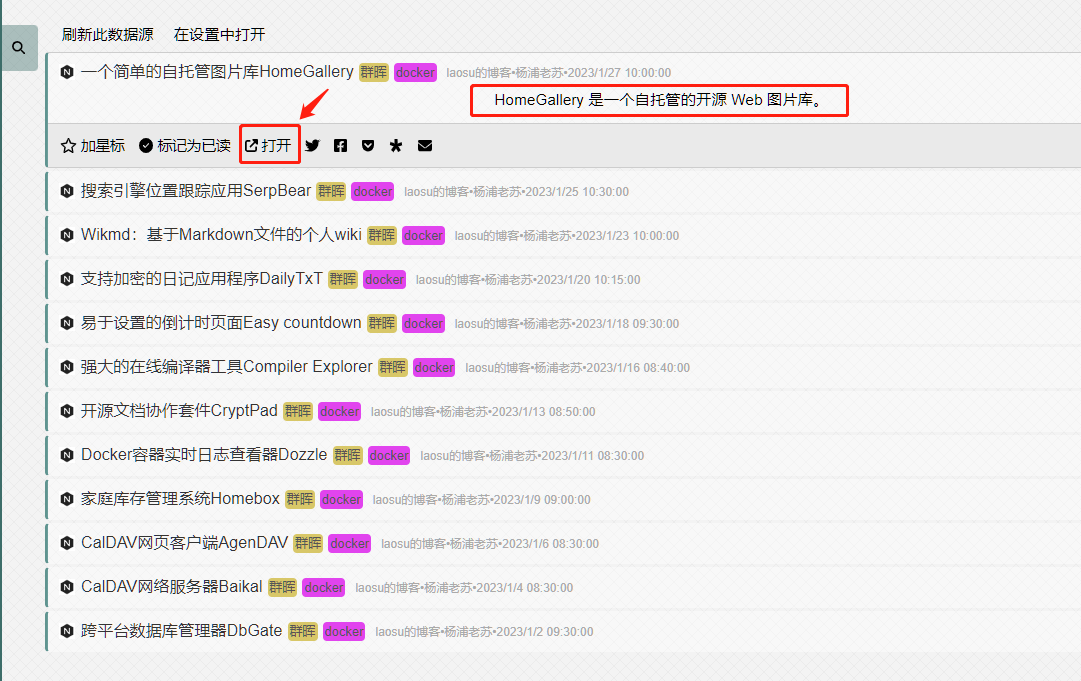 刷新此数据源 在设置中打开
一个简单的自托管图片库HomeGallery 群晖 docker laosu的博客•杨浦老苏•2023/1/27 10:00:00
HomeGallery 是一个自托管的开源 Web 图片库。
加星标 标记为已读 打开
搜索引擎位置跟踪应用SerpBear 群晖 docker laosu的博客•杨浦老苏•2023/1/25 10:30:00
Wikmd：基于Markdown文件的个人wiki 群晖 docker laosu的博客•杨浦老苏•2023/1/23 10:00:00
支持加密的日记应用程序DailyTxT 群晖 docker laosu的博客•杨浦老苏•2023/1/20 10:15:00
易于设置的倒计时页面Easy countdown 群晖 docker laosu的博客•杨浦老苏•2023/1/18 09:30:00
强大的在线编译器工具Compiler Explorer 群晖 docker laosu的博客•杨浦老苏•2023/1/16 08:40:00
开源文档协作套件CryptPad 群晖 docker laosu的博客•杨浦老苏•2023/1/13 08:50:00
Docker容器实时日志查看器Dozzle 群晖 docker laosu的博客•杨浦老苏•2023/1/11 08:30:00
家庭库存管理系统Homebox 群晖 docker laosu的博客•杨浦老苏•2023/1/9 09:00:00
CalDAV网页客户端AgenDAV 群晖 docker laosu的博客•杨浦老苏•2023/1/6 08:30:00
CalDAV网络服务器Baikal 群晖 docker laosu的博客•杨浦老苏•2023/1/4 08:30:00
跨平台数据库管理器DbGate 群晖 docker laosu的博客•杨浦老苏•2023/1/2 09:30:00